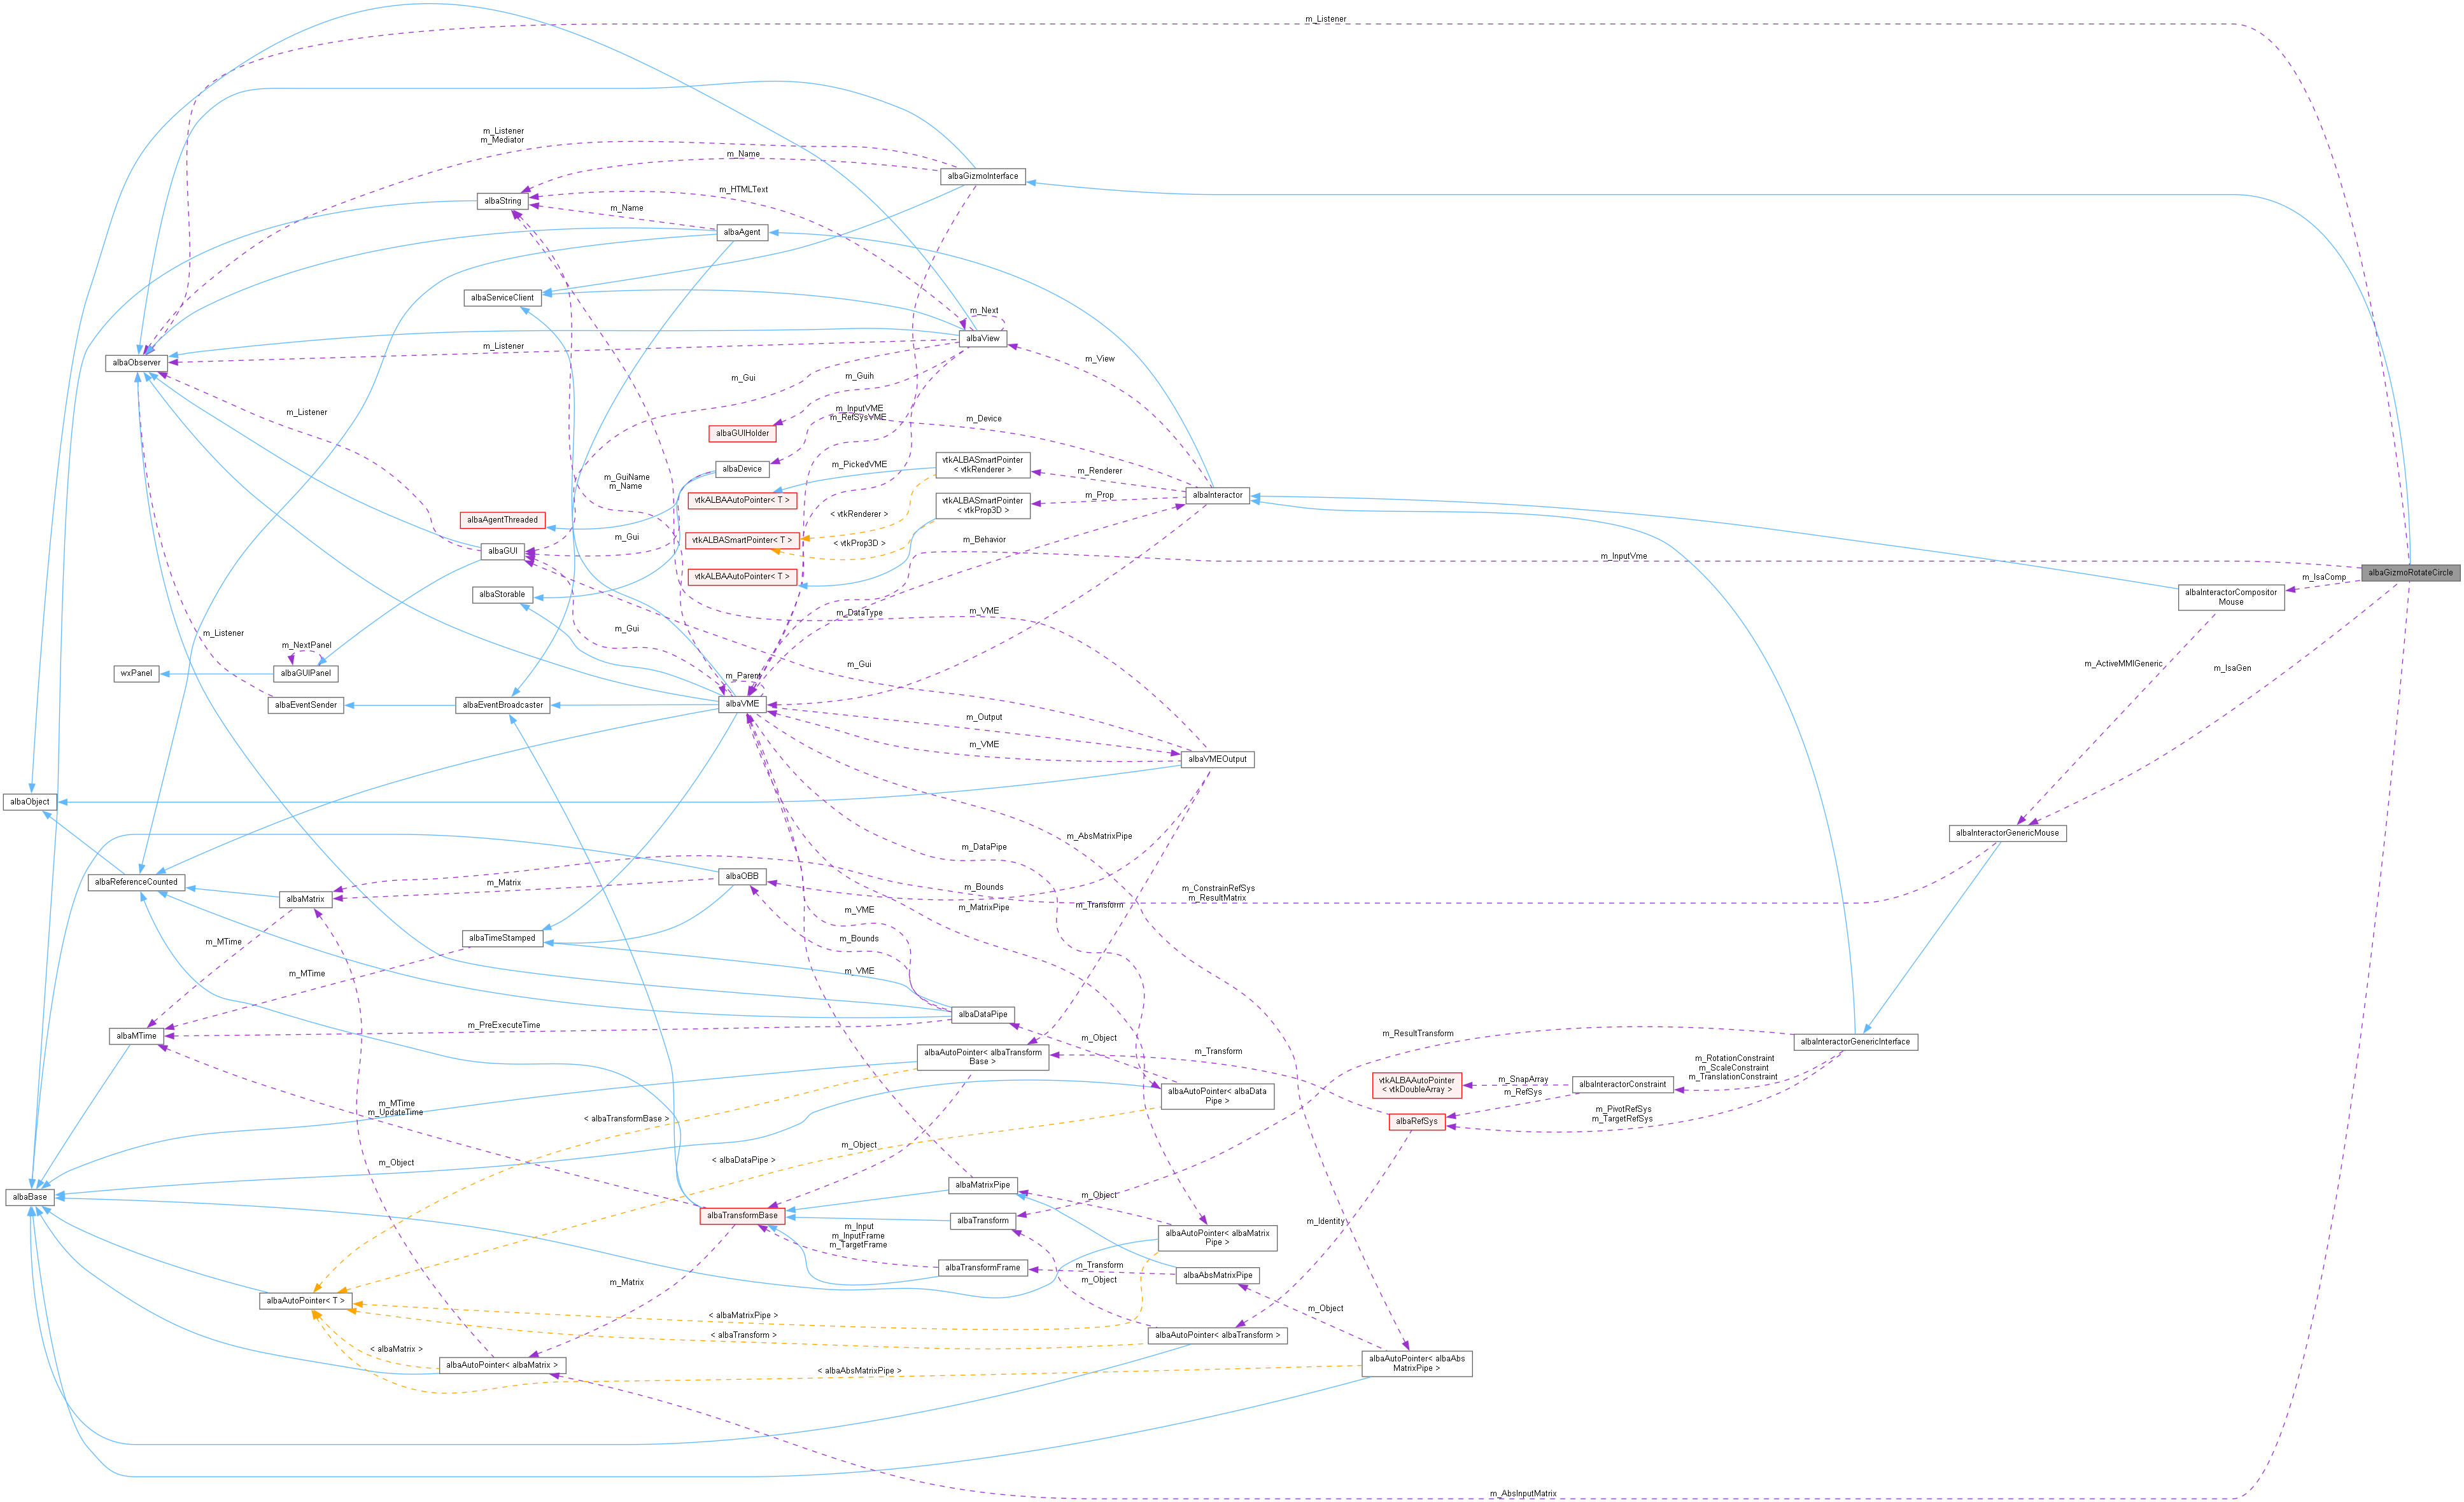 m_Listener
m_Listener
m_Mediator
m_Name
albaGizmoInterface
m_HTMLText
albaString
m_Name
albaAgent
albaServiceClient
m_Next
albaView
m_Listener
albaObserver
m_View
m_Gui
m_Guih
m_Listener
m_InputVME
m_RefSysVME
m_Device
albaGUIHolder
vtkALBASmartPointer
< vtkRenderer >
m_PickedVME
albaDevice
m_Renderer
m_GuiName
m_Name
vtkALBAAutoPointer< T >
albaInteractor
m_Prop
vtkALBASmartPointer
< vtkProp3D >
< vtkRenderer >
albaAgentThreaded
m_Gui
vtkALBASmartPointer< T >
< vtkProp3D >
m_Behavior
albaGUI
m_InputVme
vtkALBAAutoPointer< T >
albaGizmoRotateCircle
m_IsaComp
albaStorable
albaInteractorCompositor
Mouse
m_DataType
m_VME
m_Gui
m_Listener
m_NextPanel
m_Gui
m_ActiveMMIGeneric
m_IsaGen
wxPanel
albaGUIPanel
m_Parent
albaEventSender
albaEventBroadcaster
albaVME
m_Output
m_VME
albaVMEOutput
albaObject
m_AbsMatrixPipe
albaInteractorGenericMouse
m_DataPipe
albaReferenceCounted
m_Matrix
albaOBB
m_Bounds
m_ConstrainRefSys
m_ResultMatrix
albaMatrix
m_VME
m_MatrixPipe
m_Transform
m_MTime
albaTimeStamped
m_Bounds
m_MTime
m_VME
albaDataPipe
m_PreExecuteTime
albaMTime
m_Object
m_ResultTransform
albaInteractorGenericInterface
albaAutoPointer< albaTransform
Base >
m_Transform
m_RotationConstraint
m_ScaleConstraint
m_TranslationConstraint
vtkALBAAutoPointer
< vtkDoubleArray >
m_SnapArray
albaInteractorConstraint
m_RefSys
albaAutoPointer< albaData
Pipe >
m_MTime
m_UpdateTime
< albaTransformBase >
m_PivotRefSys
m_TargetRefSys
albaRefSys
m_Object
m_Object
< albaDataPipe >
albaBase
albaMatrixPipe
m_Object
albaTransformBase
albaTransform
m_Identity
m_Input
m_InputFrame
m_TargetFrame
albaAutoPointer< albaMatrix
Pipe >
albaTransformFrame
m_Transform
albaAbsMatrixPipe
m_Matrix
m_Object
albaAutoPointer< T >
m_Object
< albaMatrixPipe >
< albaTransform >
albaAutoPointer< albaTransform >
< albaMatrix >
albaAutoPointer< albaMatrix >
< albaAbsMatrixPipe >
albaAutoPointer< albaAbs
MatrixPipe >
m_AbsInputMatrix